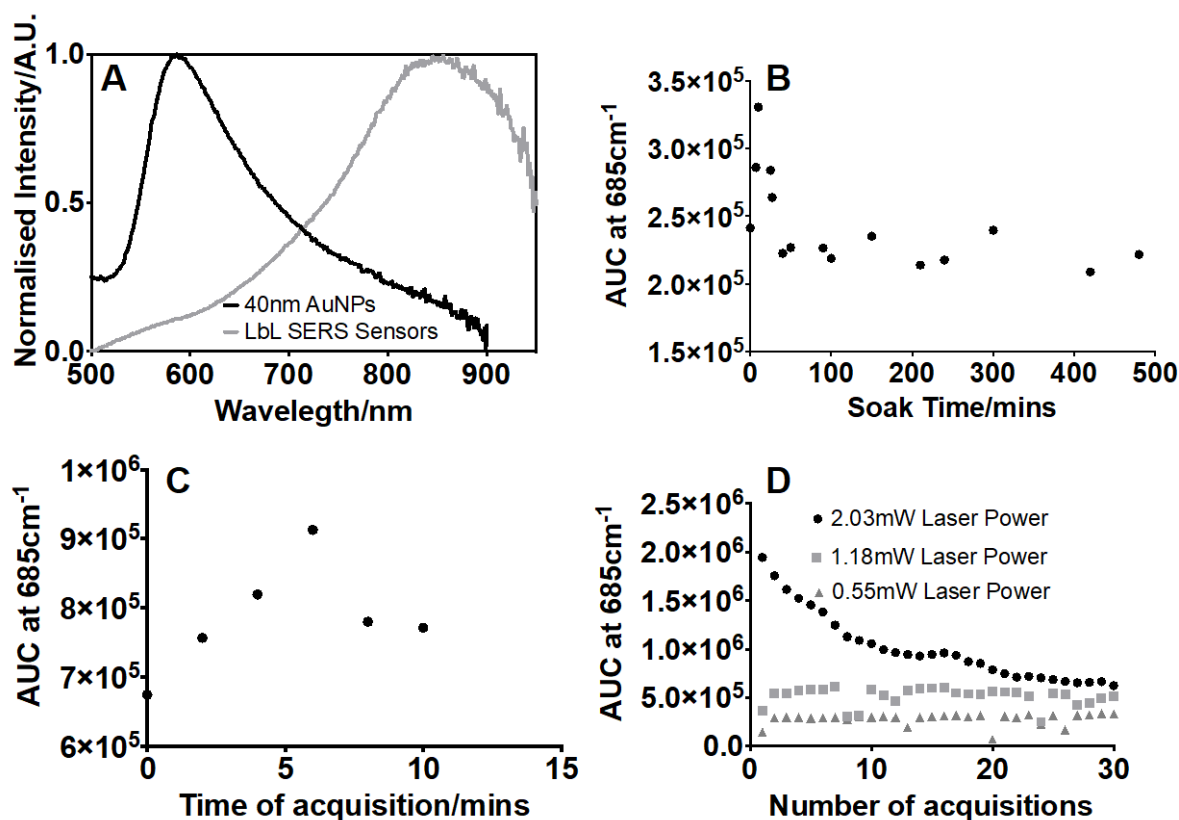 A
Normalised Intensity/A.U.
1.0
0.5
0.0
40nm AuNPs
LbL SERS Sensors
500 600 700 800 900
Wavelegth/nm
B
AUC at 685cm⁻¹
3.5×10⁵
3.0×10⁵
2.5×10⁵
2.0×10⁵
1.5×10⁵
0 100 200 300 400 500
Soak Time/mins
C
AUC at 685cm⁻¹
1×10⁶
9×10⁵
8×10⁵
7×10⁵
6×10⁵
0 5 10 15
Time of acquisition/mins
D
AUC at 685cm⁻¹
2.5×10⁶
2.0×10⁶
1.5×10⁶
1.0×10⁶
5.0×10⁵
0.0
2.03mW Laser Power
1.18mW Laser Power
0.55mW Laser Power
0 10 20 30
Number of acquisitions